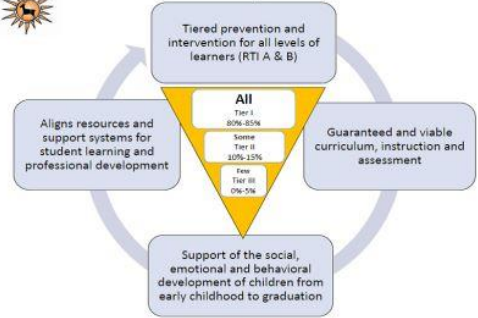 Tiered prevention and
intervention for all levels of
learners (RTI A & B)
All
Tier I
80%-85%
Some
Tier II
10%-15%
Few
Tier III
0%-5%
Aligns resources and
support systems for
student learning and
professional development
Guaranteed and viable
curriculum, instruction and
assessment
Support of the social,
emotional and behavioral
development of children from
early childhood to graduation